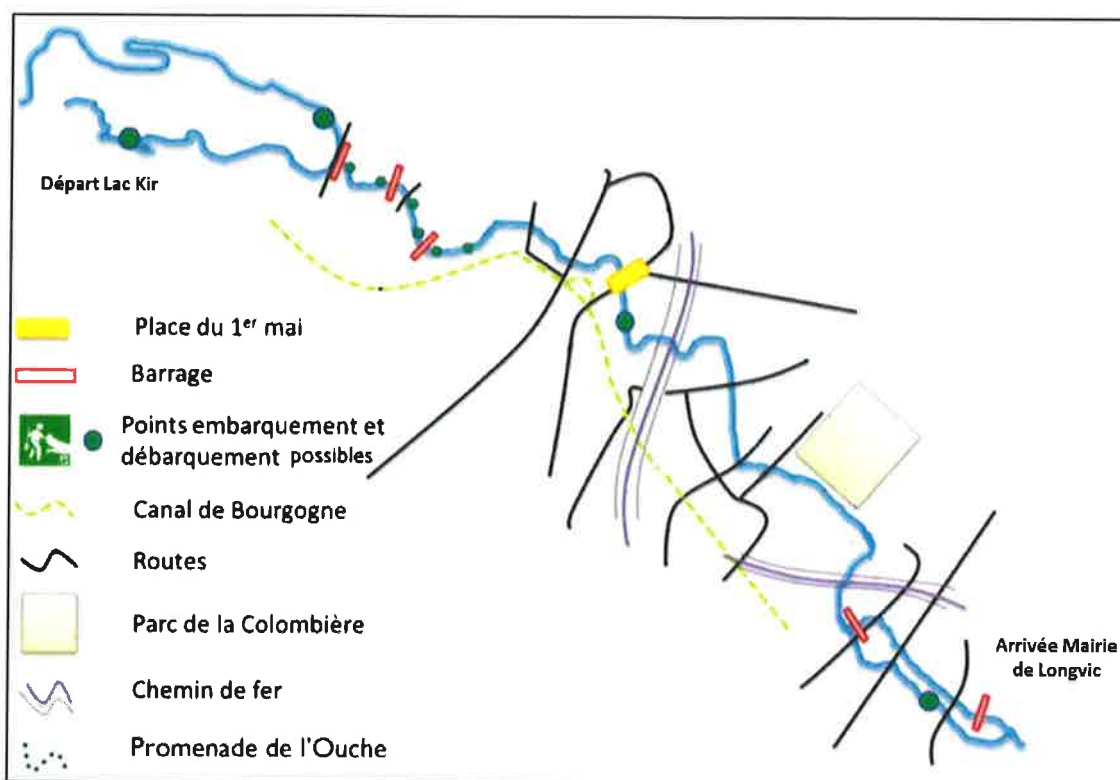 Départ Lac Kir
Place du 1er mai
Barrage
Points embarquement et
débarquement possibles
Canal de Bourgogne
Routes
Parc de la Colombière
Chemin de fer
Promenade de l'Ouche
Arrivée Mairie
de Longvic